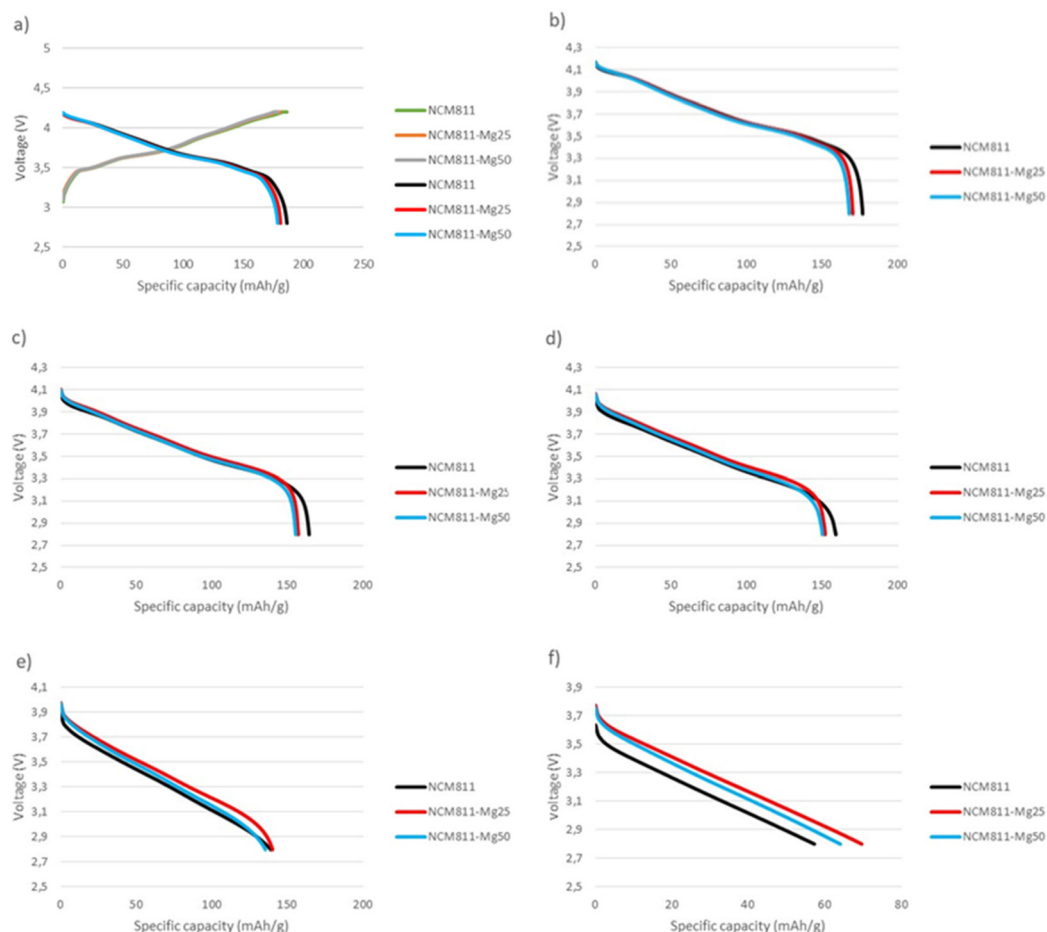 a)
5
4,5
4
3,5
3
2,5
Voltage (V)
0 50 100 150 200 250
Specific capacity (mAh/g)
NCM811
NCM811-Mg25
NCM811-Mg50
NCM811
NCM811-Mg25
NCM811-Mg50
b)
4,3
4,1
3,9
3,7
3,5
3,3
3,1
2,9
2,7
2,5
Voltage (V)
0 50 100 150 200
Specific capacity (mAh/g)
NCM811
NCM811-Mg25
NCM811-Mg50
c)
4,3
4,1
3,9
3,7
3,5
3,3
3,1
2,9
2,7
2,5
Voltage (V)
0 50 100 150 200
Specific capacity (mAh/g)
NCM811
NCM811-Mg25
NCM811-Mg50
d)
4,3
4,1
3,9
3,7
3,5
3,3
3,1
2,9
2,7
2,5
Voltage (V)
0 50 100 150 200
Specific capacity (mAh/g)
NCM811
NCM811-Mg25
NCM811-Mg50
e)
4,1
3,9
3,7
3,5
3,3
3,1
2,9
2,7
2,5
Voltage (V)
0 50 100 150 200
Specific capacity (mAh/g)
NCM811
NCM811-Mg25
NCM811-Mg50
f)
3,9
3,7
3,5
3,3
3,1
2,9
2,7
2,5
Voltage (V)
0 20 40 60 80
Specific capacity (mAh/g)
NCM811
NCM811-Mg25
NCM811-Mg50